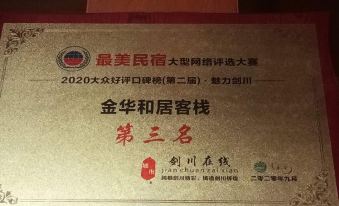 最美民宿大型网络评选大赛
2020大众好评口碑榜(第二届)·魅力剑川
金华和居客栈
第三名
剑川在线
jianchuanzaixian
二零二零年九月